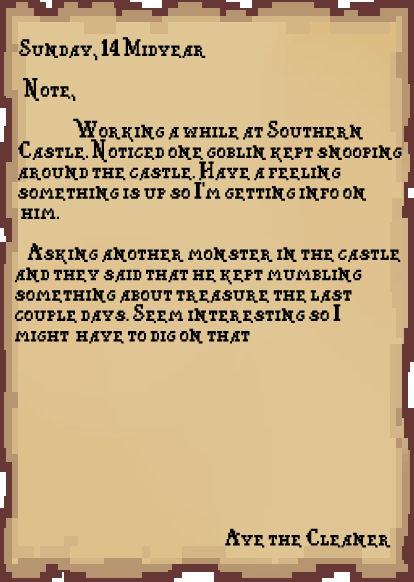 Sunday, 14 Midyear
Note,
Working a while at Southern
Castle. Noticed one goblin kept snooping
around the castle. Have a feeling
something is up so I'm getting info on
him.
Asking another monster in the castle
and they said that he kept mumbling
something about treasure the last
couple days. Seem interesting so I
might have to dig on that
Aye the Cleaner